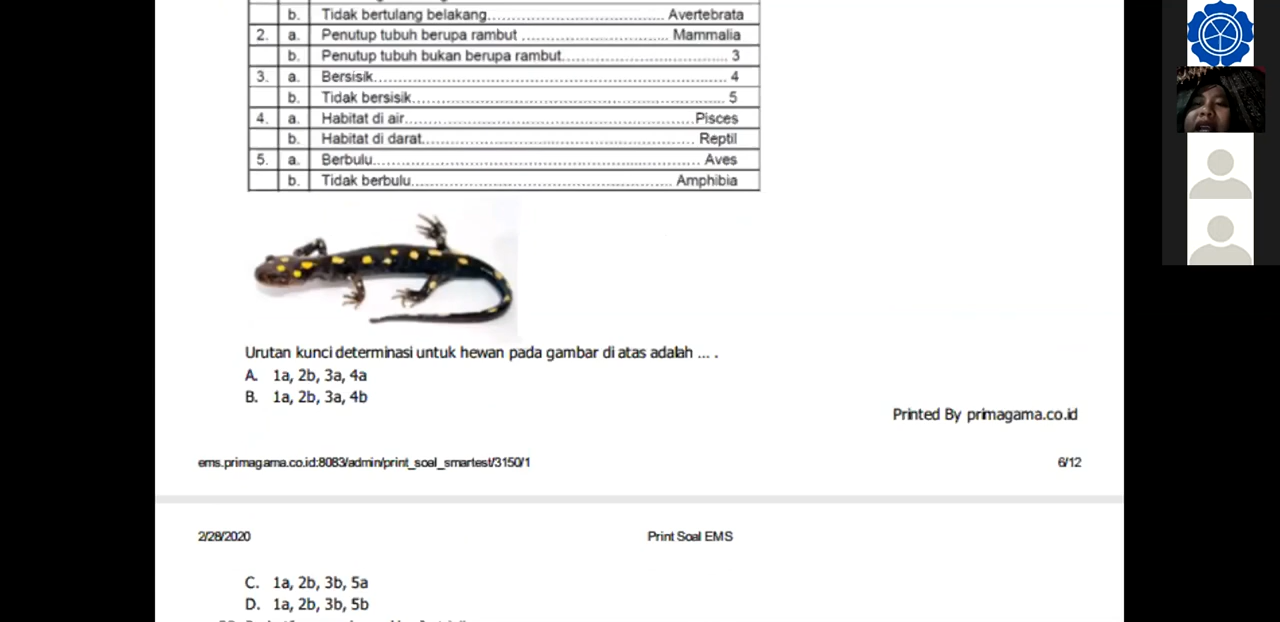 b. Tidak bertulang belakang........................................ Avertebrata
2. a. Penutup tubuh berupa rambut ................................. Mammalia
b. Penutup tubuh bukan berupa rambut..................................... 3
3. a. Bersisik................................................................................ 4
b. Tidak bersisik....................................................................... 5
4. a. Habitat di air.................................................................Pisces
b. Habitat di darat.............................................................. Reptil
5. a. Berbulu.......................................................................... Aves
b. Tidak berbulu.......................................................... Amphibia
Urutan kunci determinasi untuk hewan pada gambar di atas adalah ... .
A. 1a, 2b, 3a, 4a
B. 1a, 2b, 3a, 4b
Printed By primagama.co.id
ems.primagama.co.id:8083/admin/print_soal_smartest/3150/1 6/12
2/28/2020 Print Soal EMS
C. 1a, 2b, 3b, 5a
D. 1a, 2b, 3b, 5b